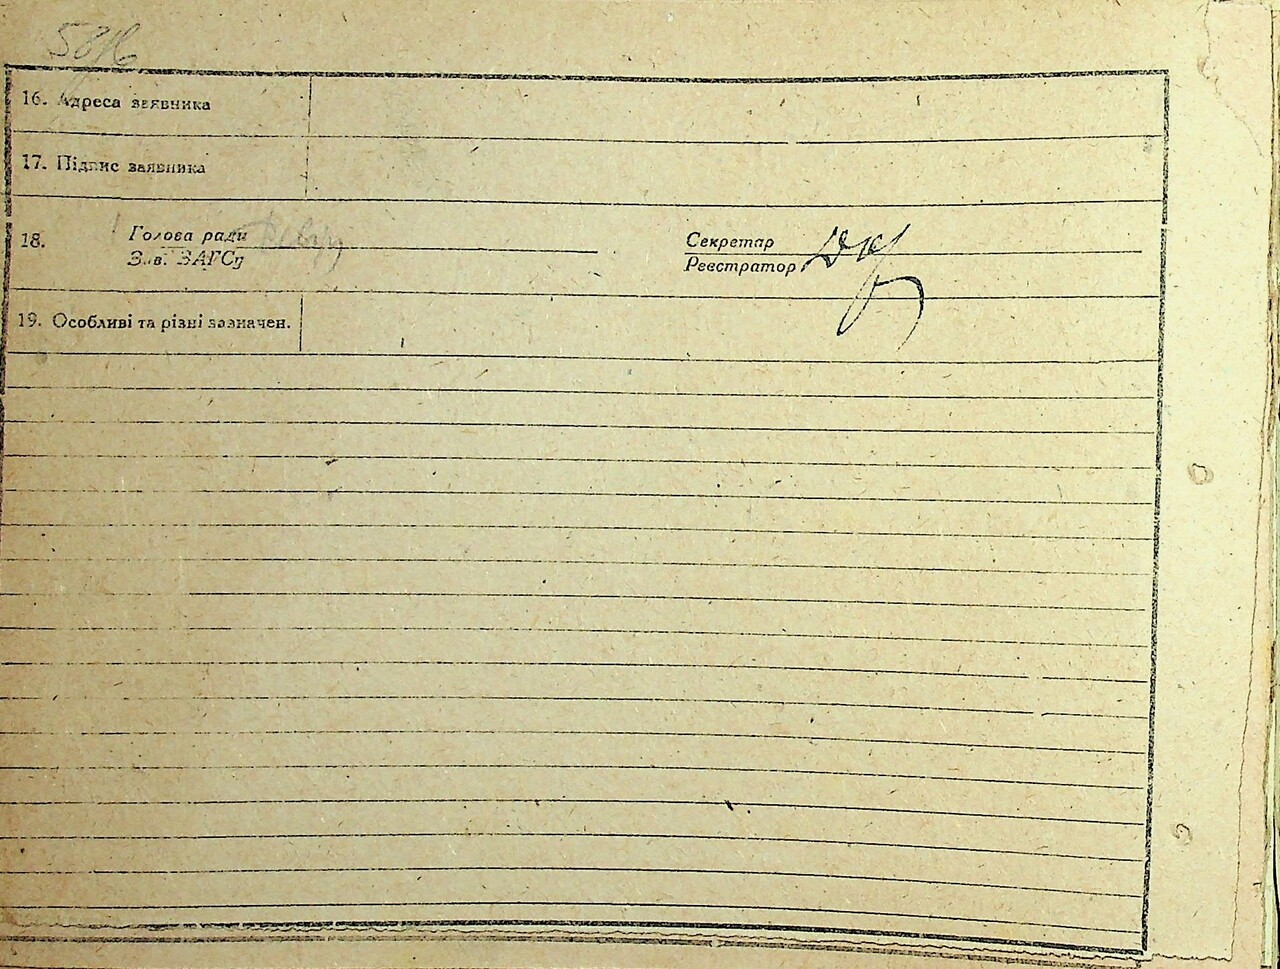 16. Адреса заявника
17. Підпис заявника
18. Голова ради Секретар
Зав. ЗАГСу Реєстратор
19. Особливі та різні зазначен.